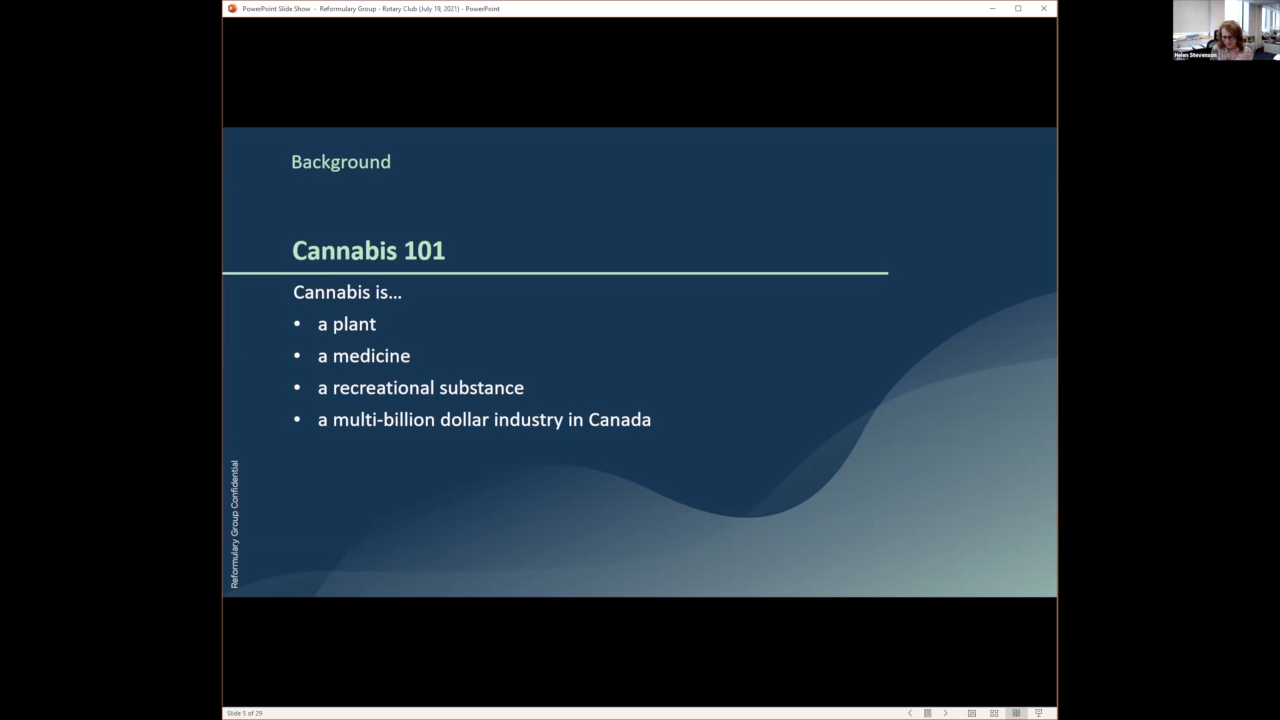 PowerPoint Slide Show - Reformulary Group - Rotary Club (July 19, 2021) - PowerPoint
Helen Stevenson
Background
Cannabis 101
Cannabis is...
• a plant
• a medicine
• a recreational substance
• a multi-billion dollar industry in Canada
Reformulary Group Confidential
Slide 5 of 29